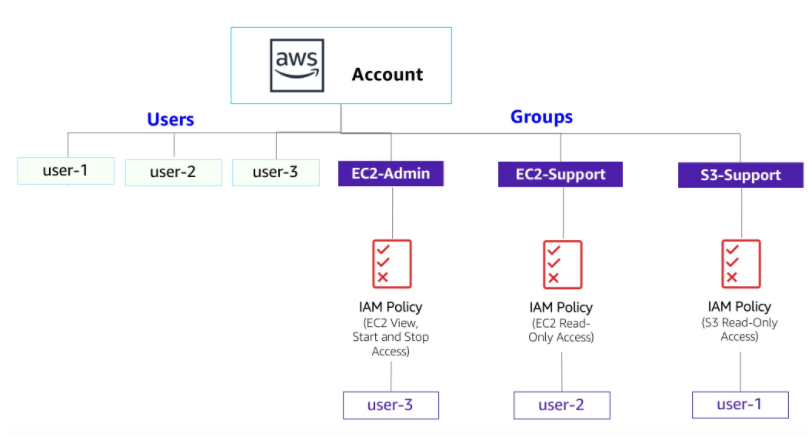 aws
Account
Users
Groups
user-1
user-2
user-3
EC2-Admin
EC2-Support
S3-Support
IAM Policy
(EC2 View,
Start and Stop
Access)
IAM Policy
(EC2 Read-
Only Access)
IAM Policy
(S3 Read-Only
Access)
user-3
user-2
user-1